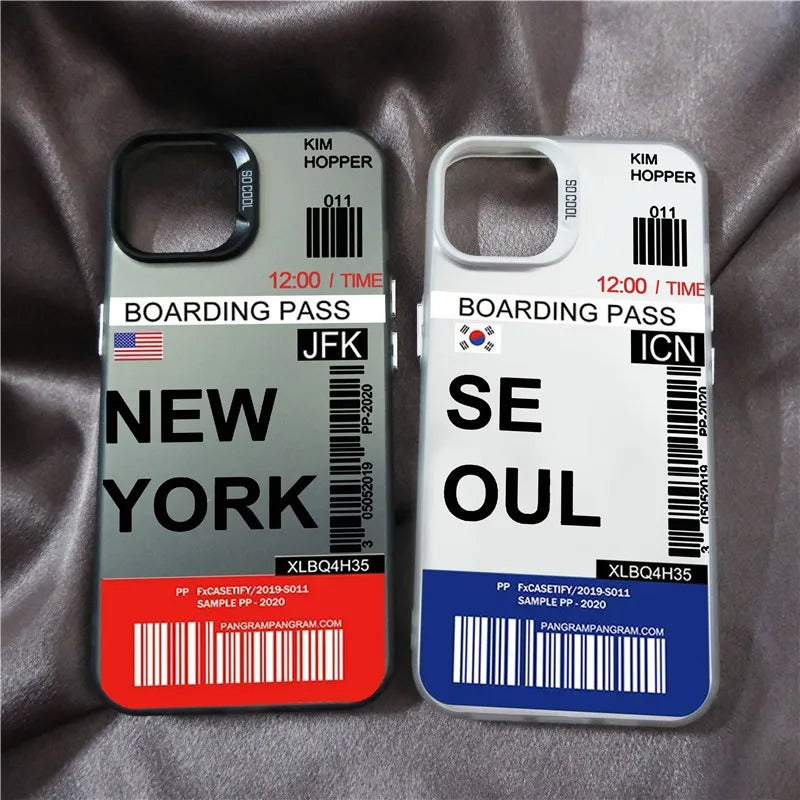 KIM
HOPPER
SO COOL
011
12:00 / TIME
BOARDING PASS
JFK
NEW
YORK
PP-2020
3 05052019
XLBQ4H35
PP FxCASETIFY/2019-S011
SAMPLE PP - 2020
PANGRAMPANGRAM.COM
KIM
HOPPER
SO COOL
011
12:00 / TIME
BOARDING PASS
ICN
SE
OUL
PP-2020
3 05052019
XLBQ4H35
PP FxCASETIFY/2019-S011
SAMPLE PP - 2020
PANGRAMPANGRAM.COM